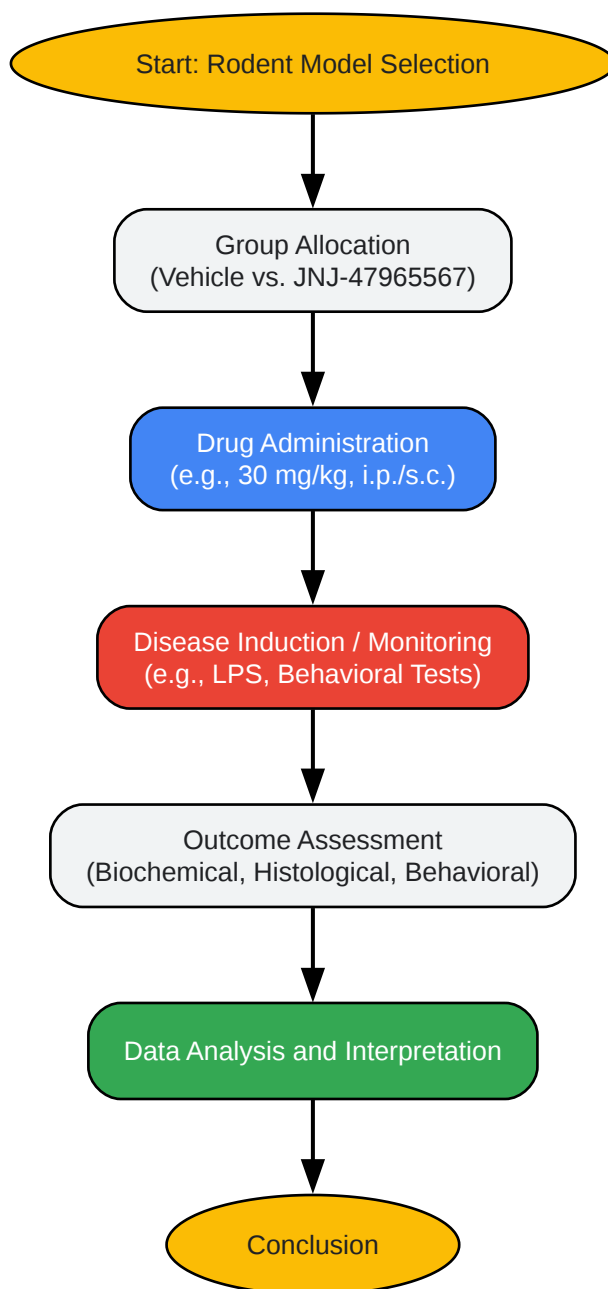 Start: Rodent Model Selection
Group Allocation
(Vehicle vs. JNJ-47965567)
Drug Administration
(e.g., 30 mg/kg, i.p./s.c.)
Disease Induction / Monitoring
(e.g., LPS, Behavioral Tests)
Outcome Assessment
(Biochemical, Histological, Behavioral)
Data Analysis and Interpretation
Conclusion